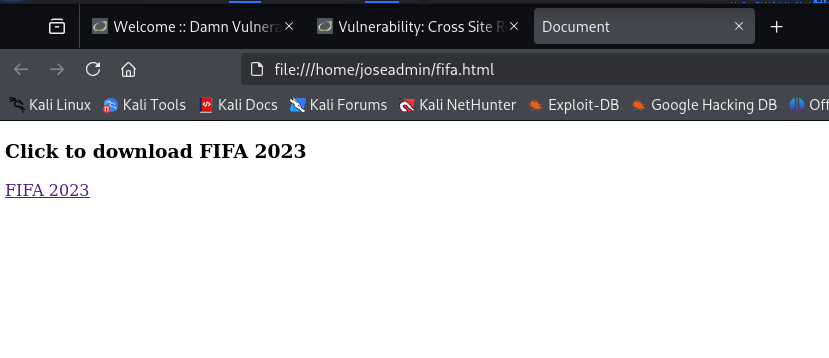 Welcome :: Damn Vulnera
Vulnerability: Cross Site R
Document
file:///home/joseadmin/fifa.html
Kali Linux Kali Tools Kali Docs Kali Forums Kali NetHunter Exploit-DB Google Hacking DB Off
Click to download FIFA 2023
FIFA 2023